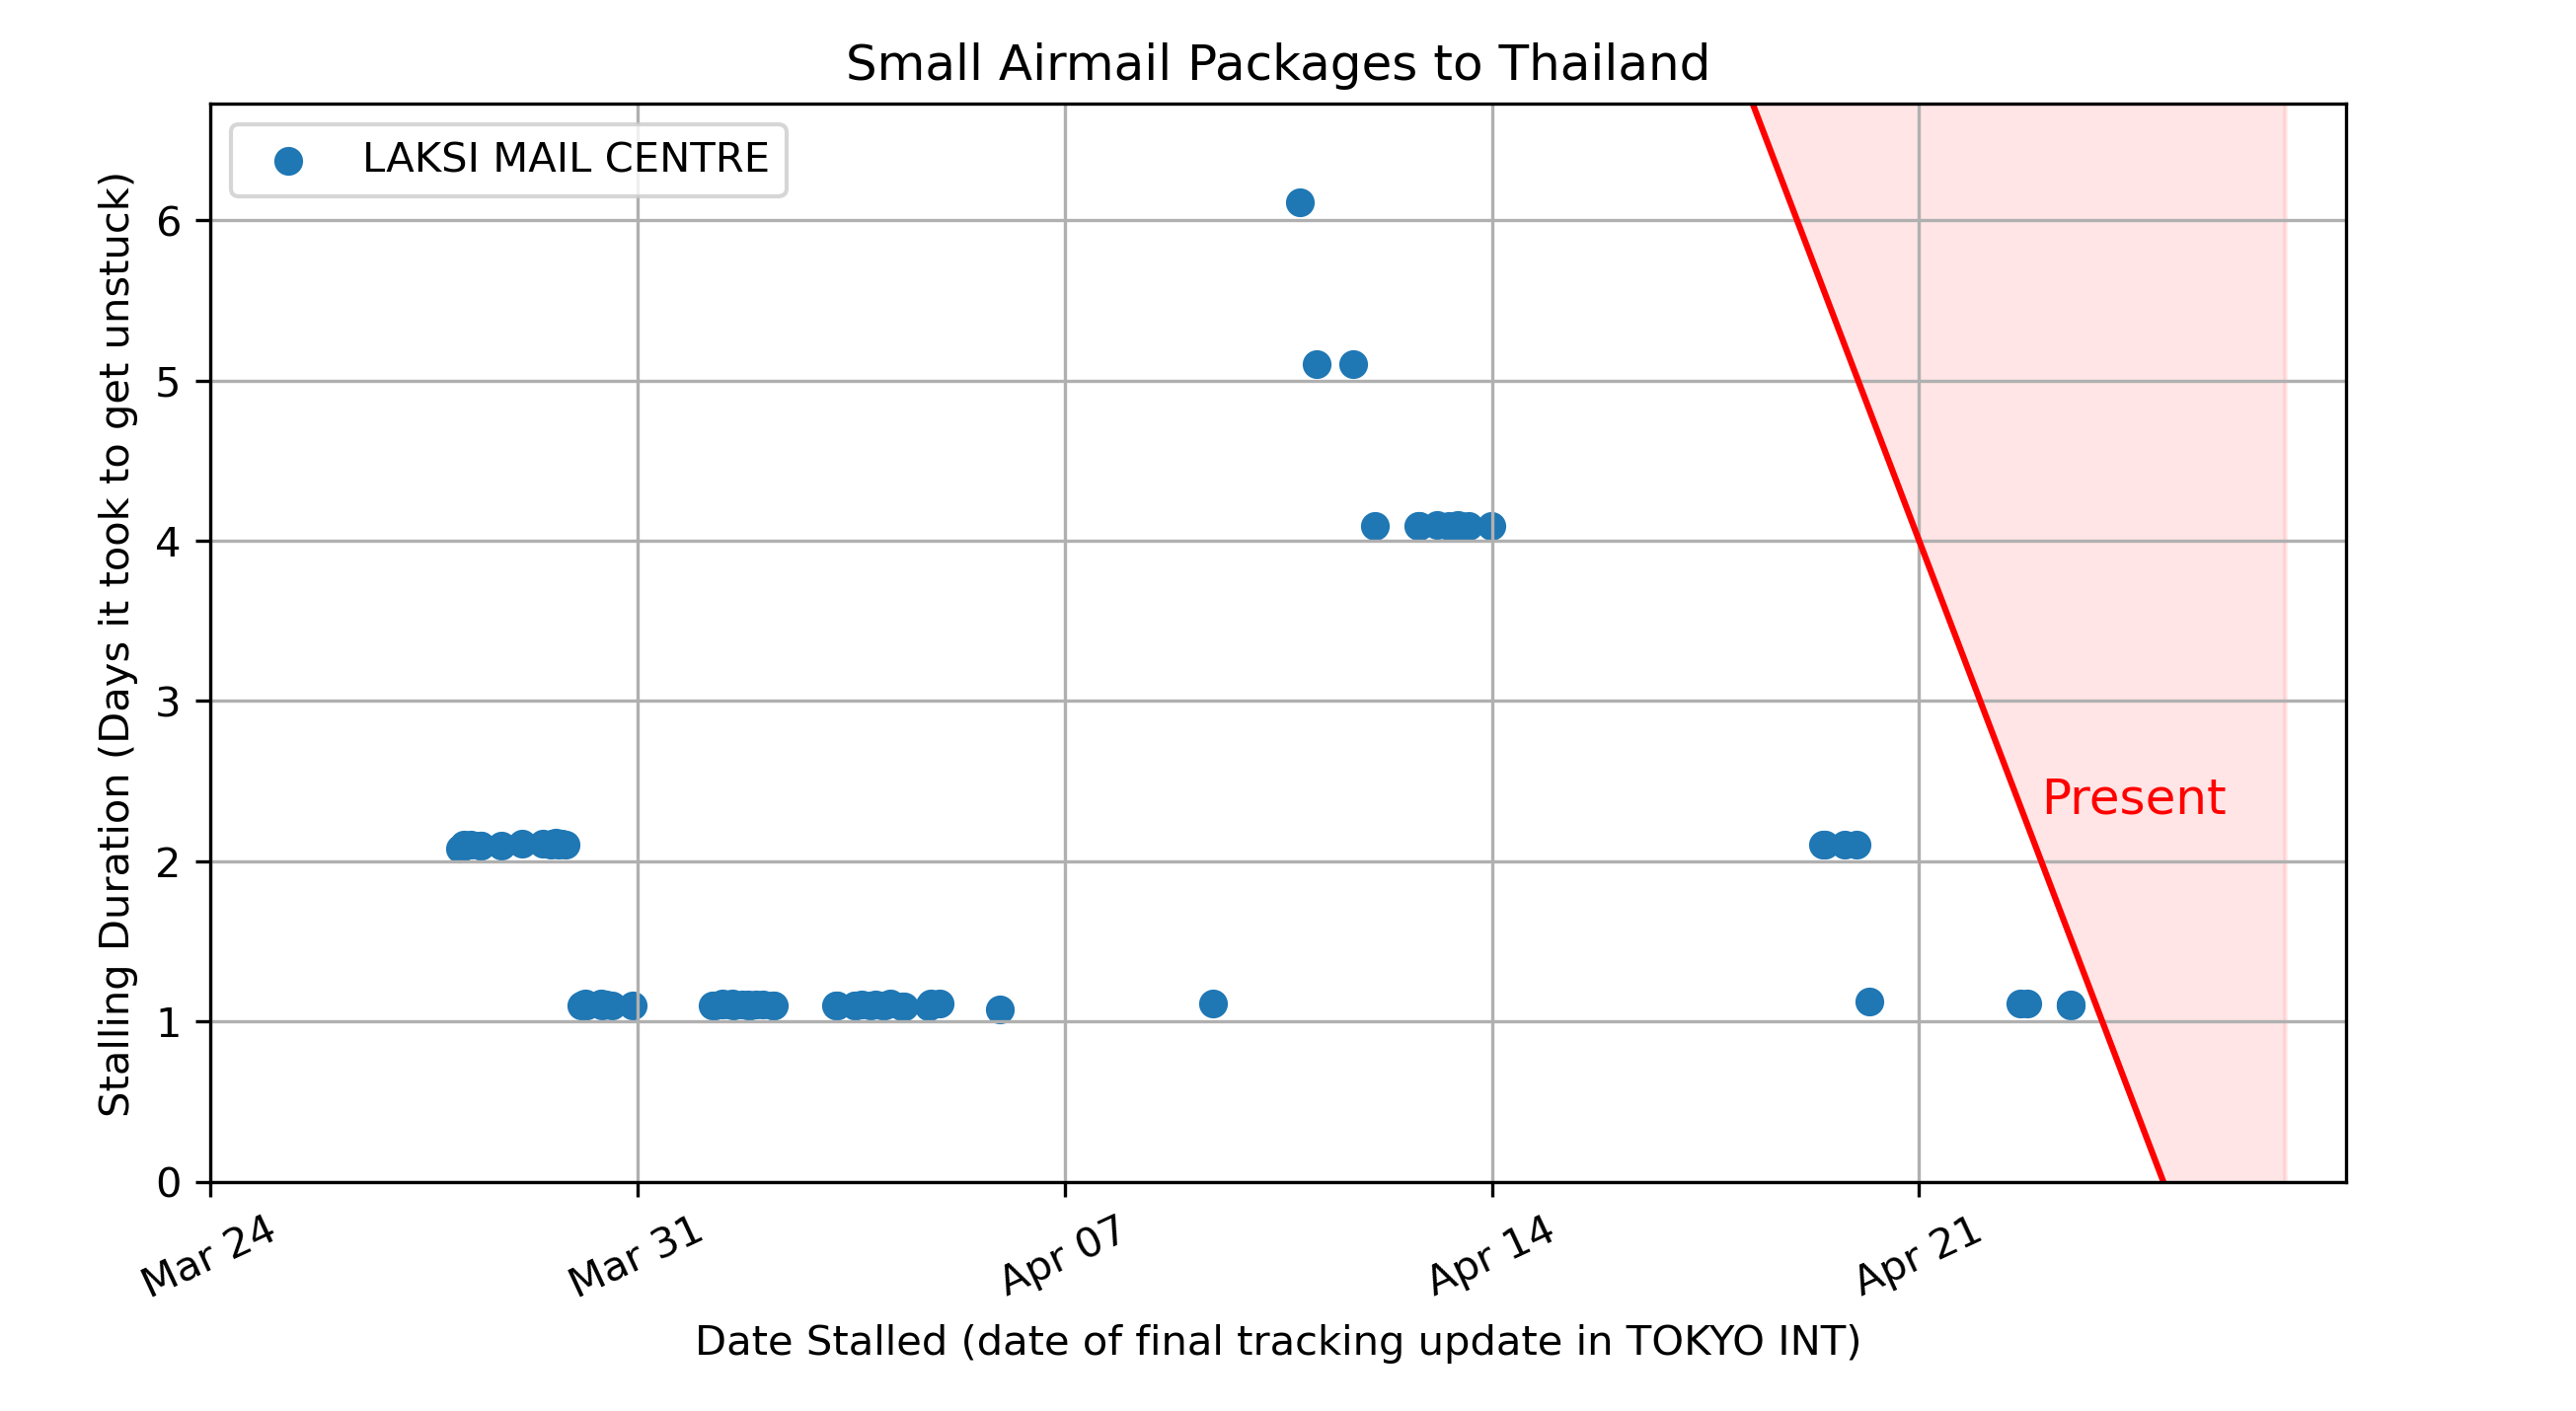 Small Airmail Packages to Thailand
LAKSI MAIL CENTRE
Stalling Duration (Days it took to get unstuck)
6
5
4
3
2
1
0
Present
Mar 24
Mar 31
Apr 07
Apr 14
Apr 21
Date Stalled (date of final tracking update in TOKYO INT)